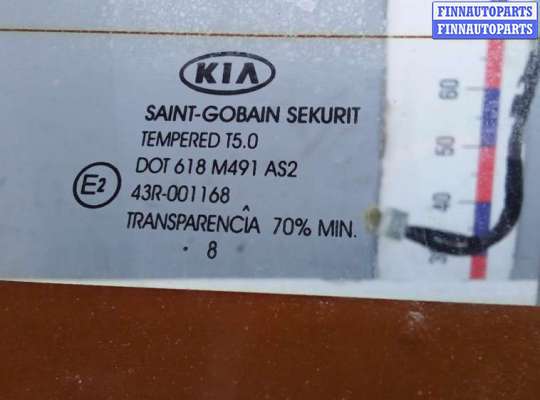 FINNAUTOPARTS
FINNAUTOPARTS
KIA
SAINT-GOBAIN SEKURIT
TEMPERED T5.0
DOT 618 M491 AS2
E2
43R-001168
TRANSPARENCÎA 70% MIN.
· 8
60
50
40